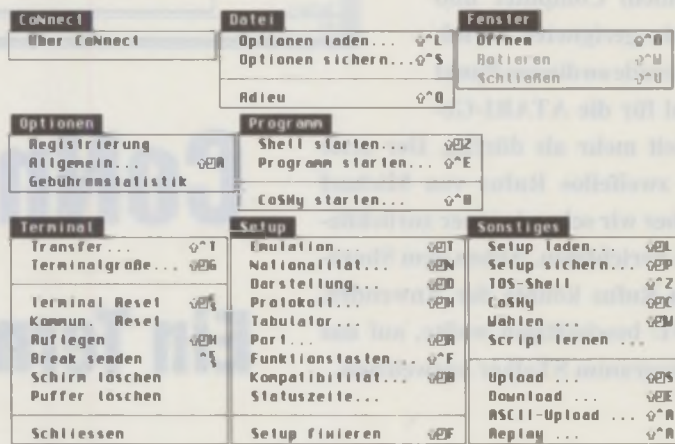 CoNnect
Über CoNnect
Datei
Optionen laden... ⇧^L
Optionen sichern... ⇧^S
Adieu ⇧^Q
Fenster
Öffnen
Rotieren ⇧^W
Schließen ⇧^U
Optionen
Registrierung
Allgemein...
Gebührenstatistik
Programm
Shell starten...
Programm starten... ⇧^E
CoSHy starten...
Terminal
Transfer ... ⇧^T
Terminalgröße...
Terminal Reset
Kommun. Reset
Auflegen
Break senden
Schirm löschen
Puffer löschen
Schliessen
Setup
Emulation...
Nationalität...
Darstellung...
Protokoll...
Tabulator...
Port...
Funktionstasten... ⇧^F
Kompatibilität...
Statuszeile...
Setup fixieren
Sonstiges
Setup laden...
Setup sichern...
TOS-Shell ^Z
CoSHy
Wählen ...
Script lernen ...
Upload ...
Download ...
ASCII-Upload ... ⇧^A
Replay ... ⇧^R